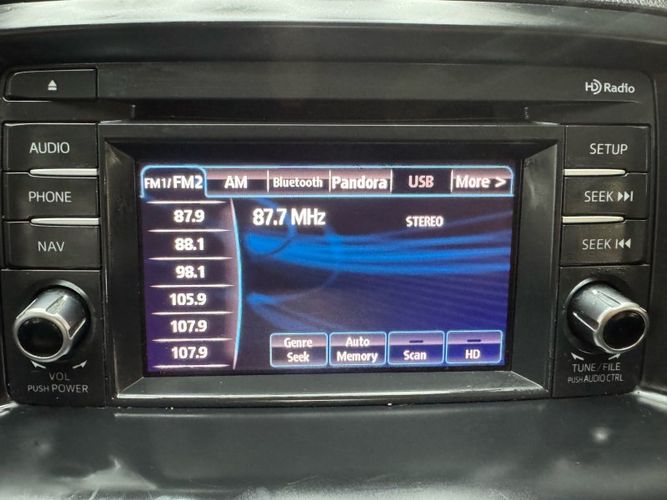 HD Radio
AUDIO
PHONE
NAV
VOL
PUSH POWER
FM1/FM2 AM Bluetooth Pandora USB More >
87.9
88.1
98.1
105.9
107.9
107.9
87.7 MHz STEREO
Genre Seek
Auto Memory
Scan
HD
SETUP
SEEK
SEEK
TUNE/FILE
PUSH AUDIO CTRL